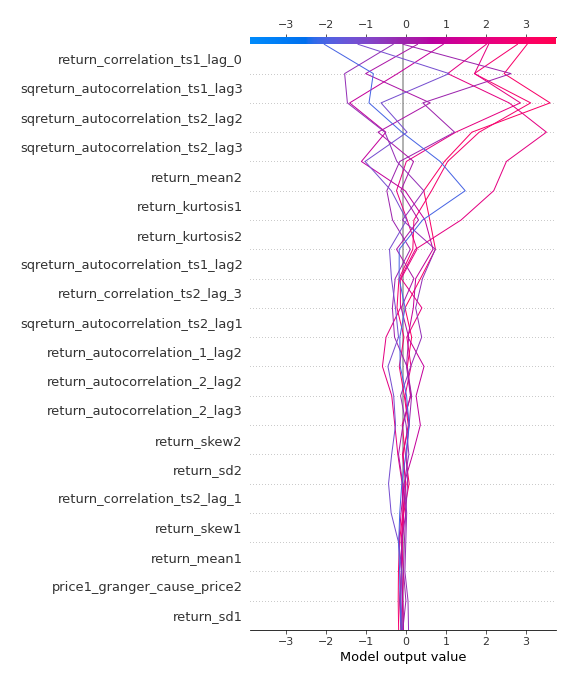 −3 −2 −1 0 1 2 3
return_correlation_ts1_lag_0
sqreturn_autocorrelation_ts1_lag3
sqreturn_autocorrelation_ts2_lag2
sqreturn_autocorrelation_ts2_lag3
return_mean2
return_kurtosis1
return_kurtosis2
sqreturn_autocorrelation_ts1_lag2
return_correlation_ts2_lag_3
sqreturn_autocorrelation_ts2_lag1
return_autocorrelation_1_lag2
return_autocorrelation_2_lag2
return_autocorrelation_2_lag3
return_skew2
return_sd2
return_correlation_ts2_lag_1
return_skew1
return_mean1
price1_granger_cause_price2
return_sd1
−3 −2 −1 0 1 2 3
Model output value